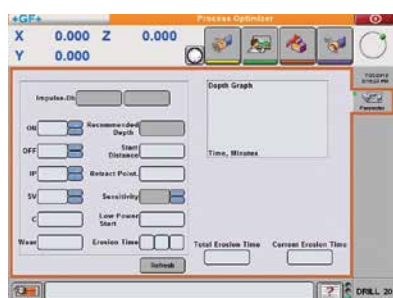 +GF+ Process Optimizer
X 0.000 Z 0.000
Y 0.000
Parameter
Impulse-Db
Depth Graph
ON Recommended Depth
OFF Start Distance
Time, Minutes
IP Retract Point.
SV Sensitivity
C Low Power Start
Wear Erosion Time
Total Erosion Time Current Erosion Time
Refresh
? DRILL 20